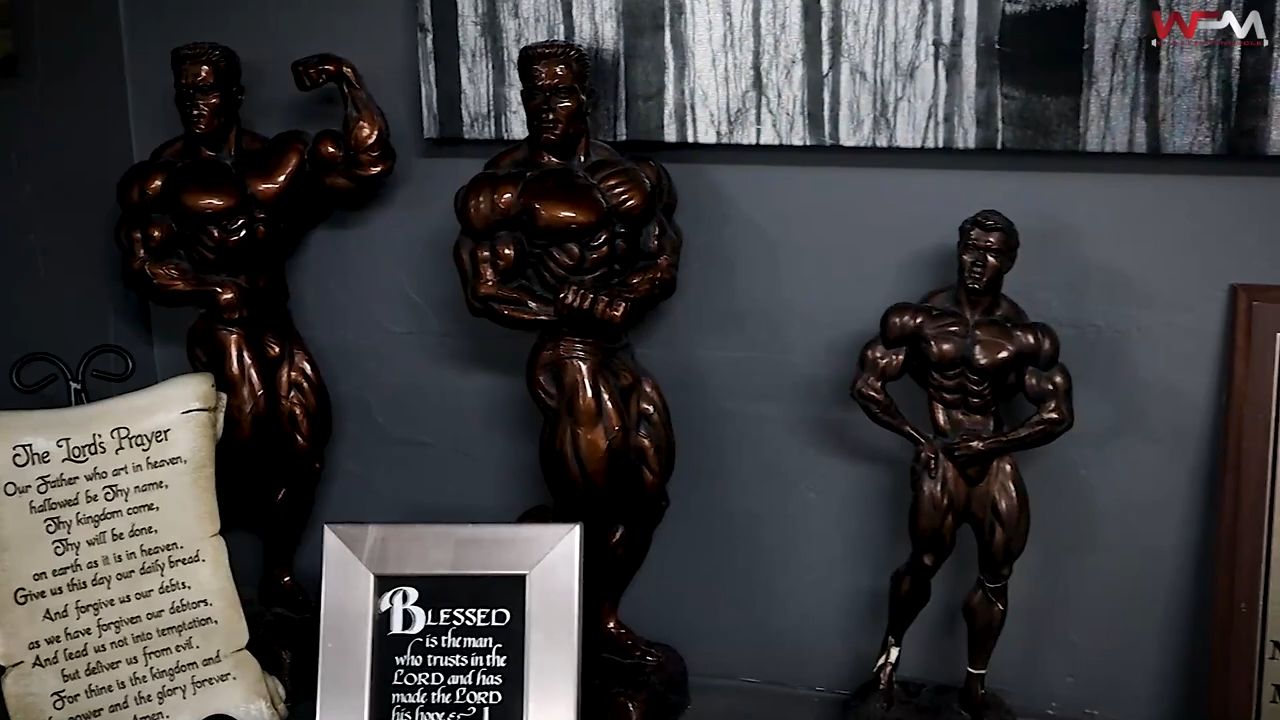 WPM
The Lord's Prayer
Our Father who art in heaven,
hallowed be Thy name,
Thy kingdom come,
Thy will be done,
on earth as it is in heaven.
Give us this day our daily bread.
And forgive us our debts,
as we have forgiven our debtors.
And lead us not into temptation,
but deliver us from evil.
For thine is the kingdom and
power and the glory forever.
Amen.
BLESSED
is the man
who trusts in the
LORD and has
made the LORD
his hope &